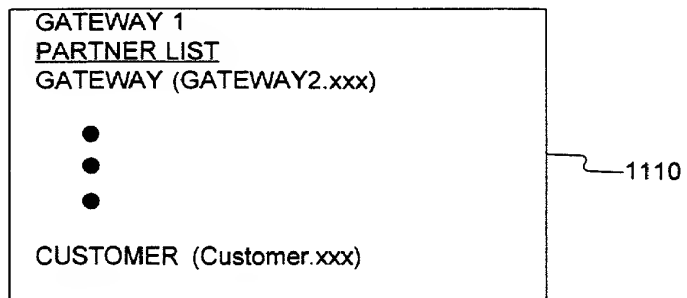 GATEWAY 1
PARTNER LIST
GATEWAY (GATEWAY2.xxx)
1110
CUSTOMER (Customer.xxx)